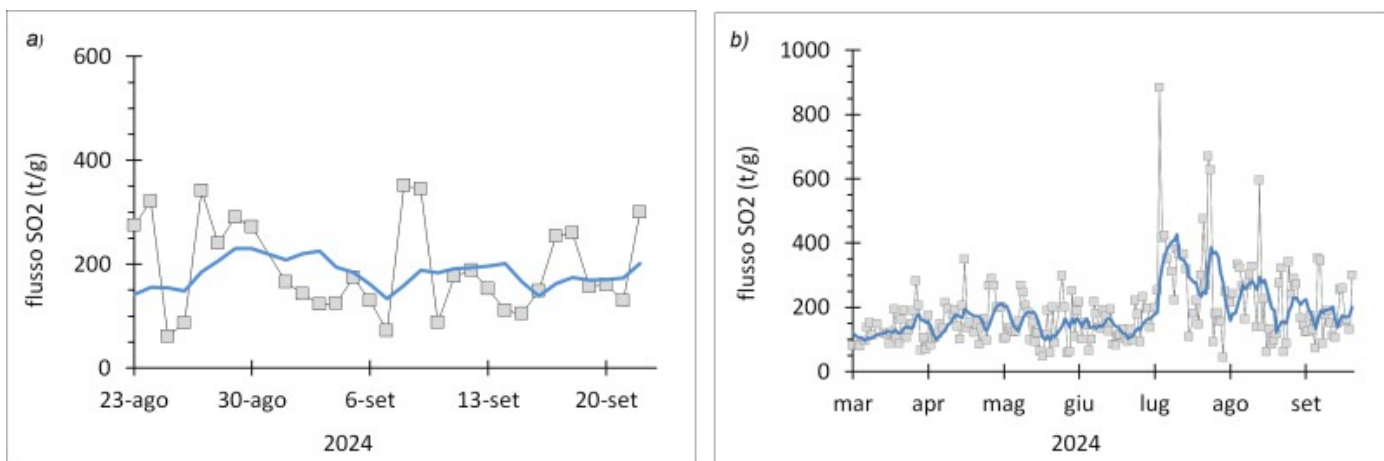 a)
600
400
200
0
flusso SO2 (t/g)
23-ago 30-ago 6-set 13-set 20-set
2024
b)
1000
800
600
400
200
0
flusso SO2 (t/g)
mar apr mag giu lug ago set
2024